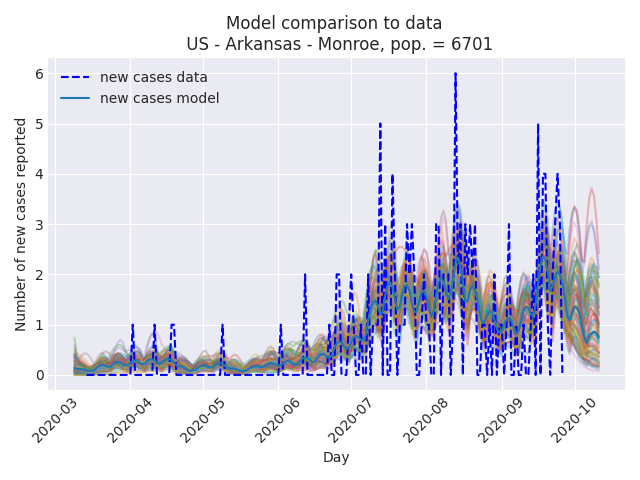 Model comparison to data
US - Arkansas - Monroe, pop. = 6701
new cases data
new cases model
Number of new cases reported
6
5
4
3
2
1
0
2020-03
2020-04
2020-05
2020-06
2020-07
2020-08
2020-09
2020-10
Day